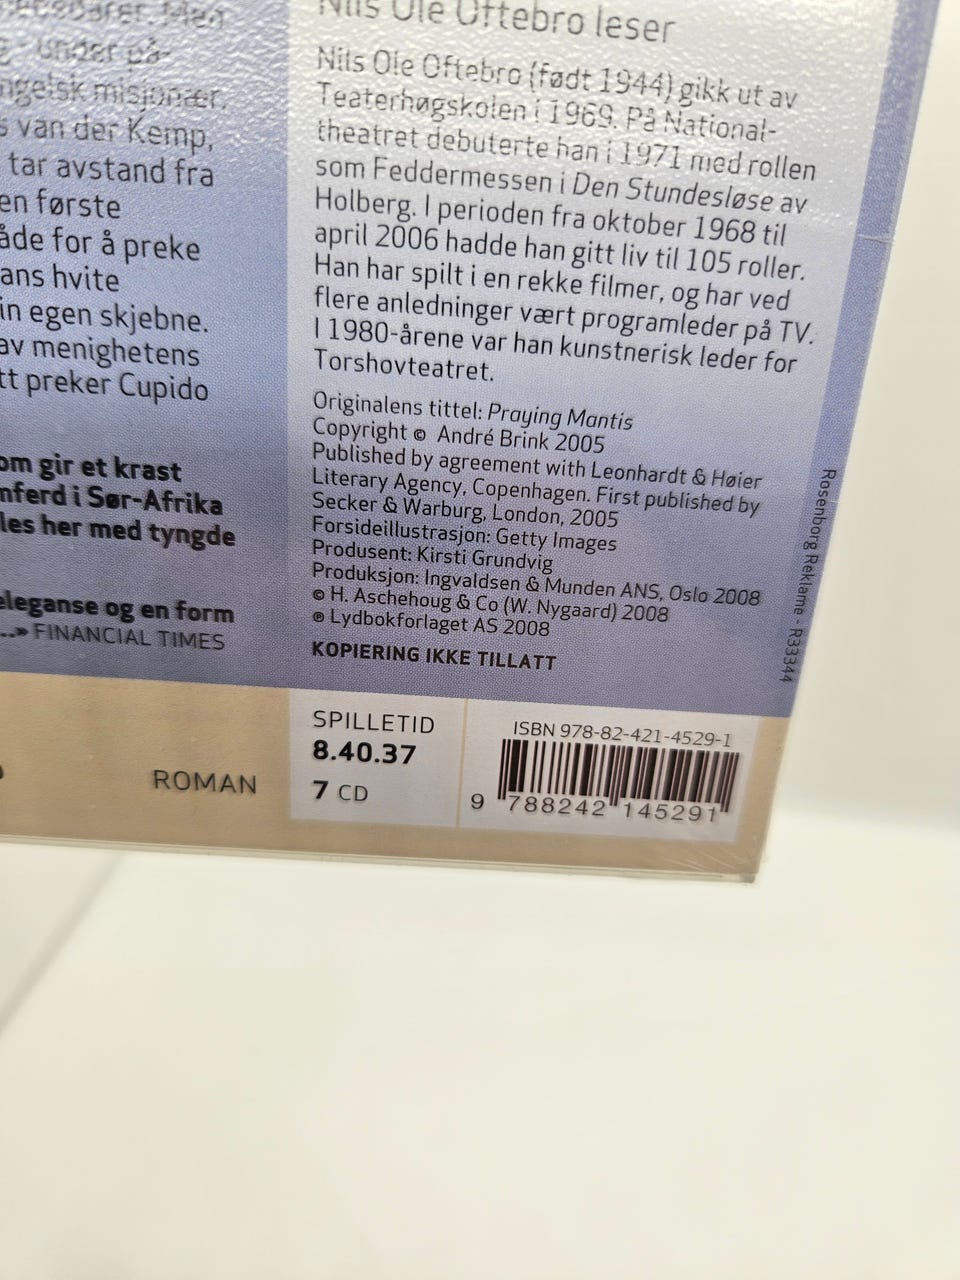 Men
g - under på-
ngelsk misjonær.
s van der Kemp,
tar avstand fra
en første
åde for å preke
ans hvite
in egen skjebne.
av menighetens
tt preker Cupido
om gir et krast
mferd i Sør-Afrika
les her med tyngde
eleganse og en form
...» FINANCIAL TIMES
ROMAN
Nils Ole Oftebro leser
Nils Ole Oftebro (født 1944) gikk ut av
Teaterhøgskolen i 1969. På National-
theatret debuterte han i 1971 med rollen
som Feddermessen i Den Stundesløse av
Holberg. I perioden fra oktober 1968 til
april 2006 hadde han gitt liv til 105 roller.
Han har spilt i en rekke filmer, og har ved
flere anledninger vært programleder på TV.
I 1980-årene var han kunstnerisk leder for
Torshovteatret.
Originalens tittel: Praying Mantis
Copyright © André Brink 2005
Published by agreement with Leonhardt & Høier
Literary Agency, Copenhagen. First published by
Secker & Warburg, London, 2005
Forsideillustrasjon: Getty Images
Produsent: Kirsti Grundvig
Produksjon: Ingvaldsen & Munden ANS, Oslo 2008
© H. Aschehoug & Co (W. Nygaard) 2008
℗ Lydbokforlaget AS 2008
KOPIERING IKKE TILLATT
Rosenborg Reklame - R33344
SPILLETID
8.40.37
7 CD
ISBN 978-82-421-4529-1
9 788242 145291